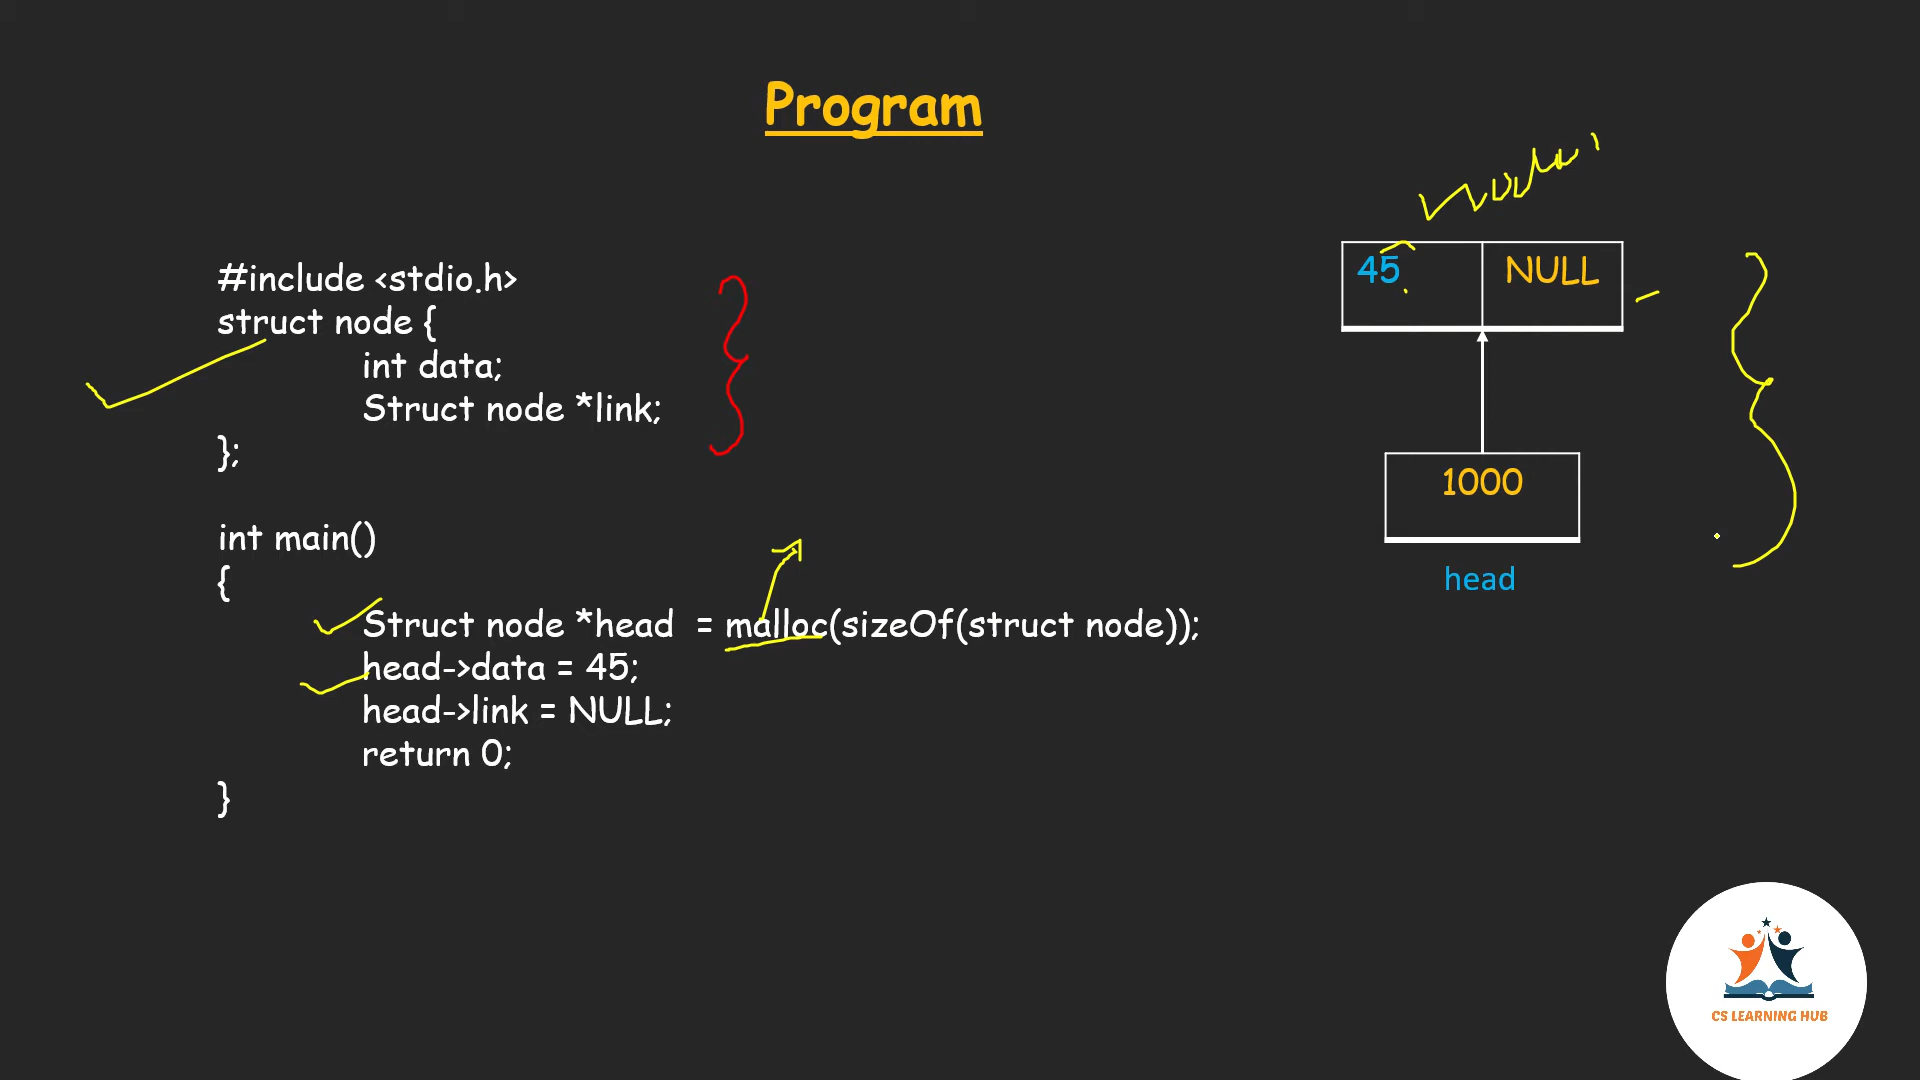 Program
#include <stdio.h>
struct node {
int data;
Struct node *link;
};
int main()
{
Struct node *head = malloc(sizeOf(struct node));
head->data = 45;
head->link = NULL;
return 0;
}
45 NULL
1000
head
CS LEARNING HUB